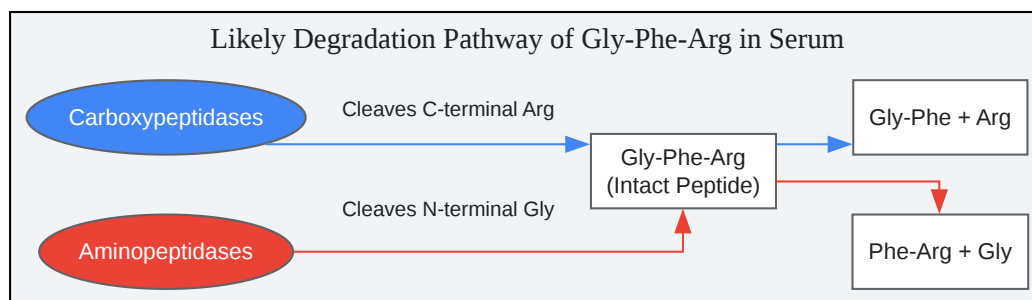 Likely Degradation Pathway of Gly-Phe-Arg in Serum
Carboxypeptidases
Cleaves C-terminal Arg
Gly-Phe + Arg
Gly-Phe-Arg
(Intact Peptide)
Cleaves N-terminal Gly
Aminopeptidases
Phe-Arg + Gly